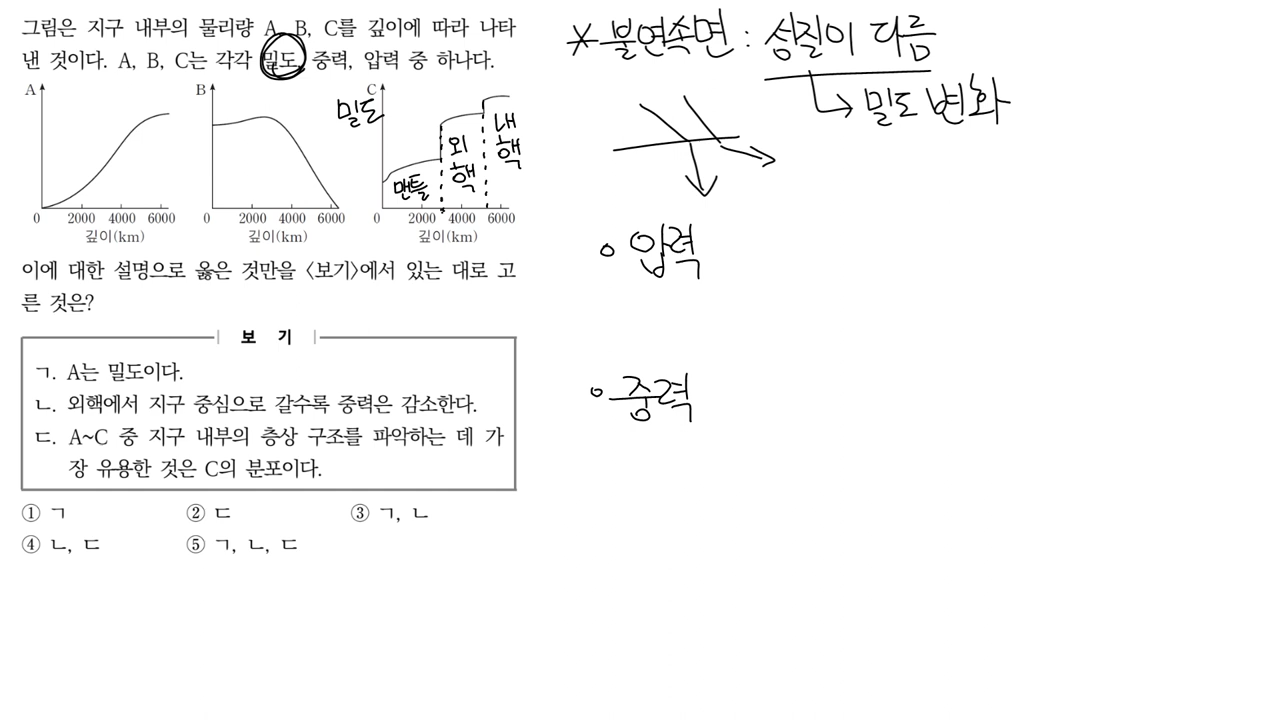 그림은 지구 내부의 물리량 A, B, C를 깊이에 따라 나타
낸 것이다. A, B, C는 각각 밀도, 중력, 압력 중 하나다.
A
0 2000 4000 6000
깊이(km)
B
0 2000 4000 6000
깊이(km)
C
밀도
맨틀
외핵
내핵
0 2000 4000 6000
깊이(km)
이에 대한 설명으로 옳은 것만을 〈보기〉에서 있는 대로 고
른 것은?
보 기
ㄱ. A는 밀도이다.
ㄴ. 외핵에서 지구 중심으로 갈수록 중력은 감소한다.
ㄷ. A~C 중 지구 내부의 층상 구조를 파악하는 데 가
장 유용한 것은 C의 분포이다.
① ㄱ ② ㄷ ③ ㄱ, ㄴ
④ ㄴ, ㄷ ⑤ ㄱ, ㄴ, ㄷ
* 불연속면 : 성질이 다름
↳ 밀도 변화
∘ 압력
∘ 중력